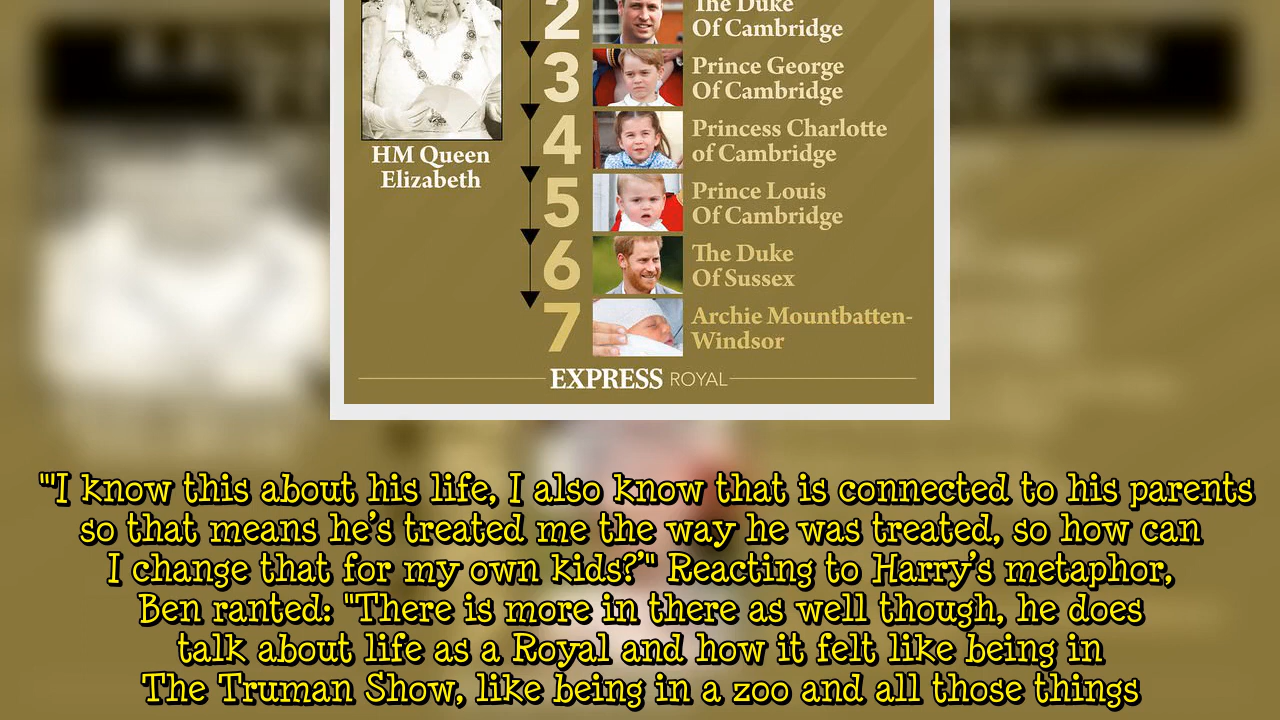 2
The Duke
Of Cambridge
3
Prince George
Of Cambridge
4
Princess Charlotte
of Cambridge
HM Queen
Elizabeth
5
Prince Louis
Of Cambridge
6
The Duke
Of Sussex
7
Archie Mountbatten-
Windsor
EXPRESS ROYAL
"'I know this about his life, I also know that is connected to his parents
so that means he's treated me the way he was treated, so how can
I change that for my own kids?'" Reacting to Harry's metaphor,
Ben ranted: "There is more in there as well though, he does
talk about life as a Royal and how it felt like being in
The Truman Show, like being in a zoo and all those things